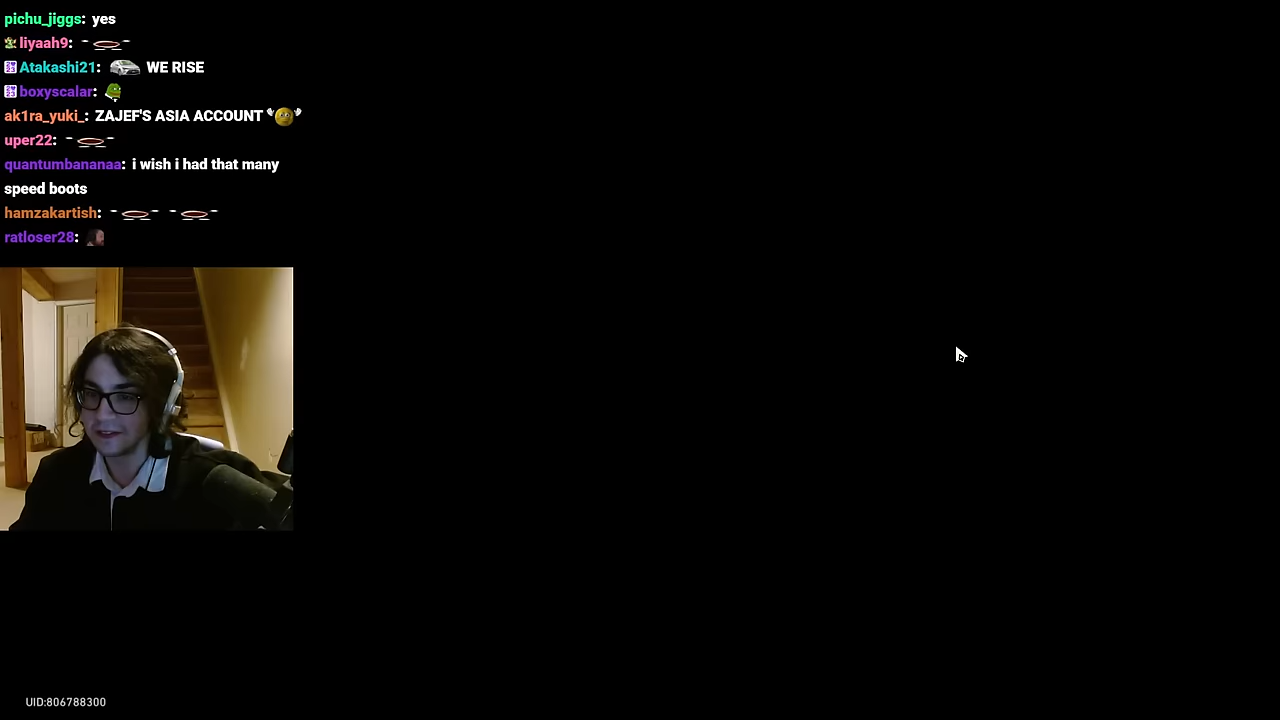 pichu_jiggs: yes
liyaah9:
Atakashi21: WE RISE
boxyscalar:
ak1ra_yuki_: ZAJEF'S ASIA ACCOUNT
uper22:
quantumbananaa: i wish i had that many
speed boots
hamzakartish:
ratloser28:
UID:806788300